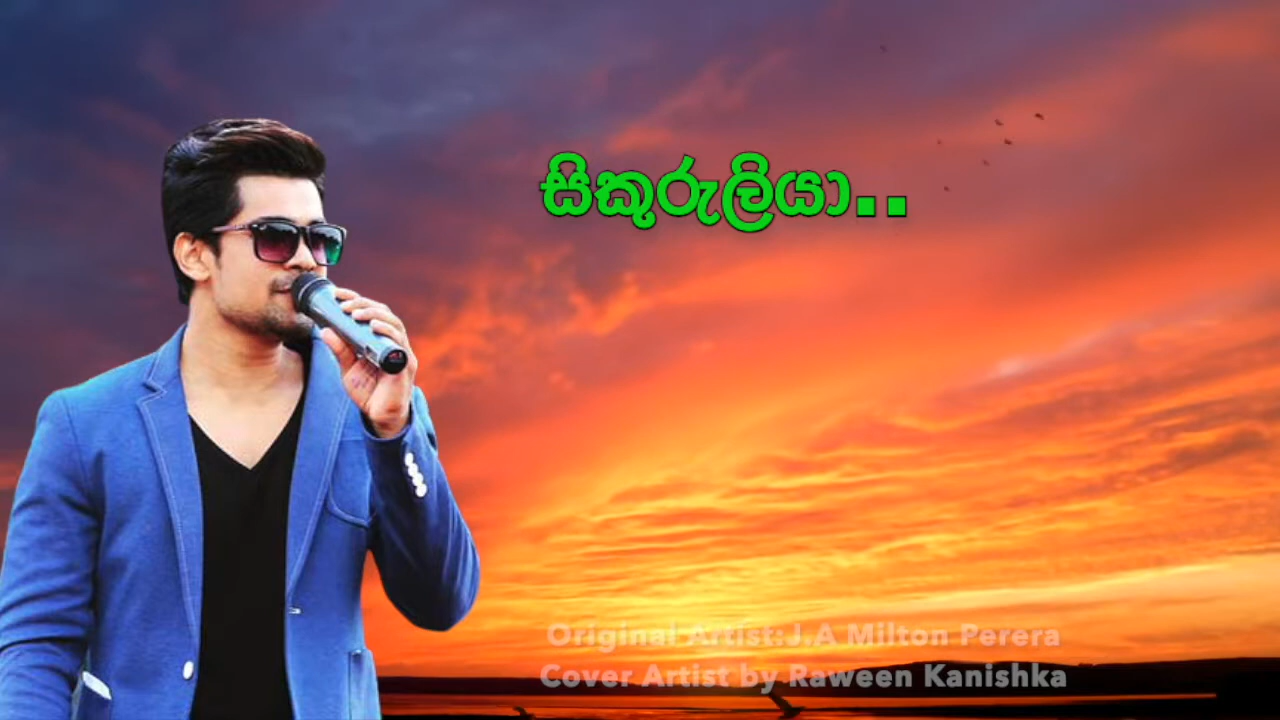 සිකුරුලියා..
Original Artist:J.A Milton Perera
Cover Artist by Raween Kanishka